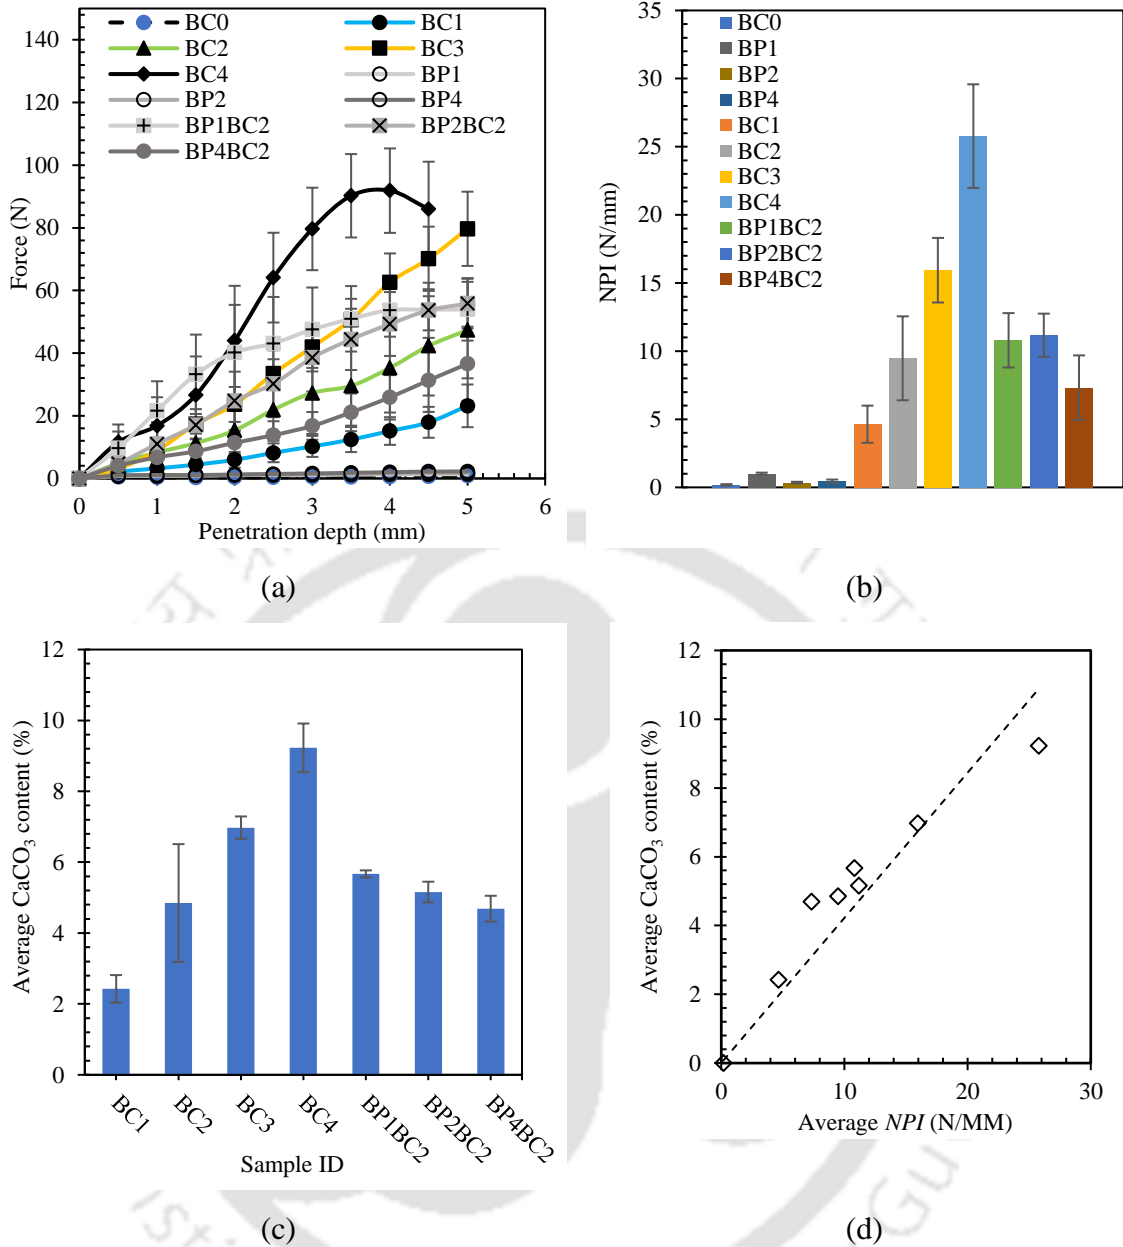 140
120
100
80
60
40
20
0
Force (N)
BC0
BC1
BC2
BC3
BC4
BP1
BP2
BP4
BP1BC2
BP2BC2
BP4BC2
0 1 2 3 4 5 6
Penetration depth (mm)
(a)
35
30
25
20
15
10
5
0
NPI (N/mm)
BC0
BP1
BP2
BP4
BC1
BC2
BC3
BC4
BP1BC2
BP2BC2
BP4BC2
(b)
12
10
8
6
4
2
0
Average CaCO3 content (%)
BC1 BC2 BC3 BC4 BP1BC2 BP2BC2 BP4BC2
Sample ID
(c)
12
10
8
6
4
2
0
Average CaCO3 content (%)
0 10 20 30
Average NPI (N/MM)
(d)